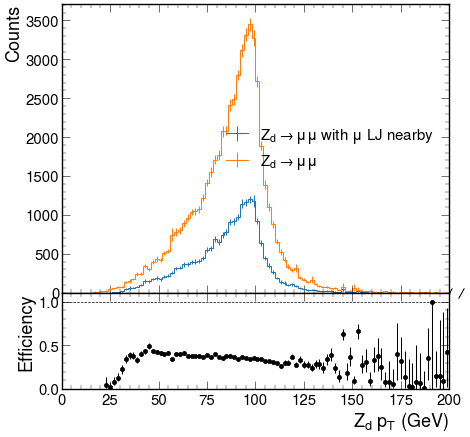 Counts
3500
3000
2500
2000
1500
1000
500
0
Z_d → μ μ with μ LJ nearby
Z_d → μ μ
Efficiency
1.0
0.5
0.0
0 25 50 75 100 125 150 175 200
Z_d p_T (GeV)